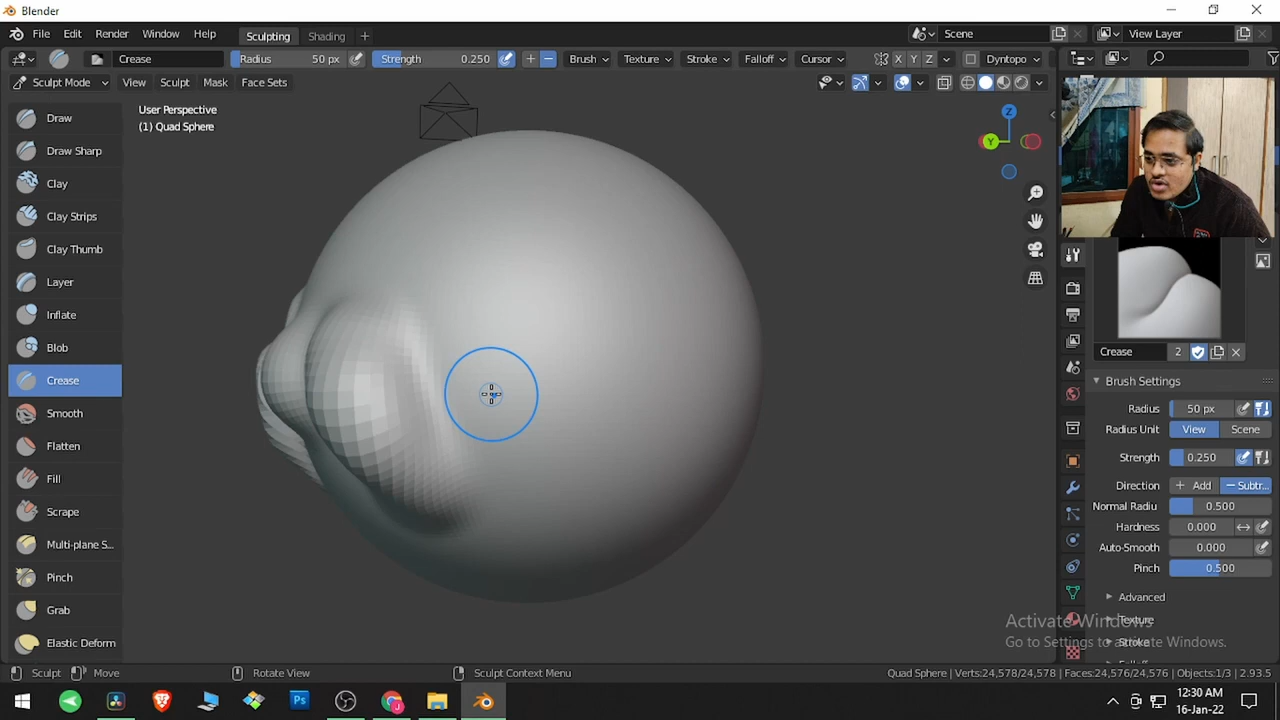 Blender
File Edit Render Window Help Sculpting Shading + Scene View Layer
Crease Radius 50 px Strength 0.250 Brush Texture Stroke Falloff Cursor X Y Z Dyntopo
Sculpt Mode View Sculpt Mask Face Sets
User Perspective
(1) Quad Sphere
Z
Y
Draw
Draw Sharp
Clay
Clay Strips
Clay Thumb
Layer
Inflate
Blob
Crease
Smooth
Flatten
Fill
Scrape
Multi-plane S...
Pinch
Grab
Elastic Deform
Crease 2
Brush Settings
Radius 50 px
Radius Unit View Scene
Strength 0.250
Direction + Add − Subtr...
Normal Radiu 0.500
Hardness 0.000
Auto-Smooth 0.000
Pinch 0.500
Advanced
Texture
Stroke
Activate Windows
Go to Settings to activate Windows.
Sculpt Move Rotate View Sculpt Context Menu Quad Sphere | Verts:24,578/24,578 | Faces:24,576/24,576 | Objects:1/3 | 2.93.5
12:30 AM
16-Jan-22